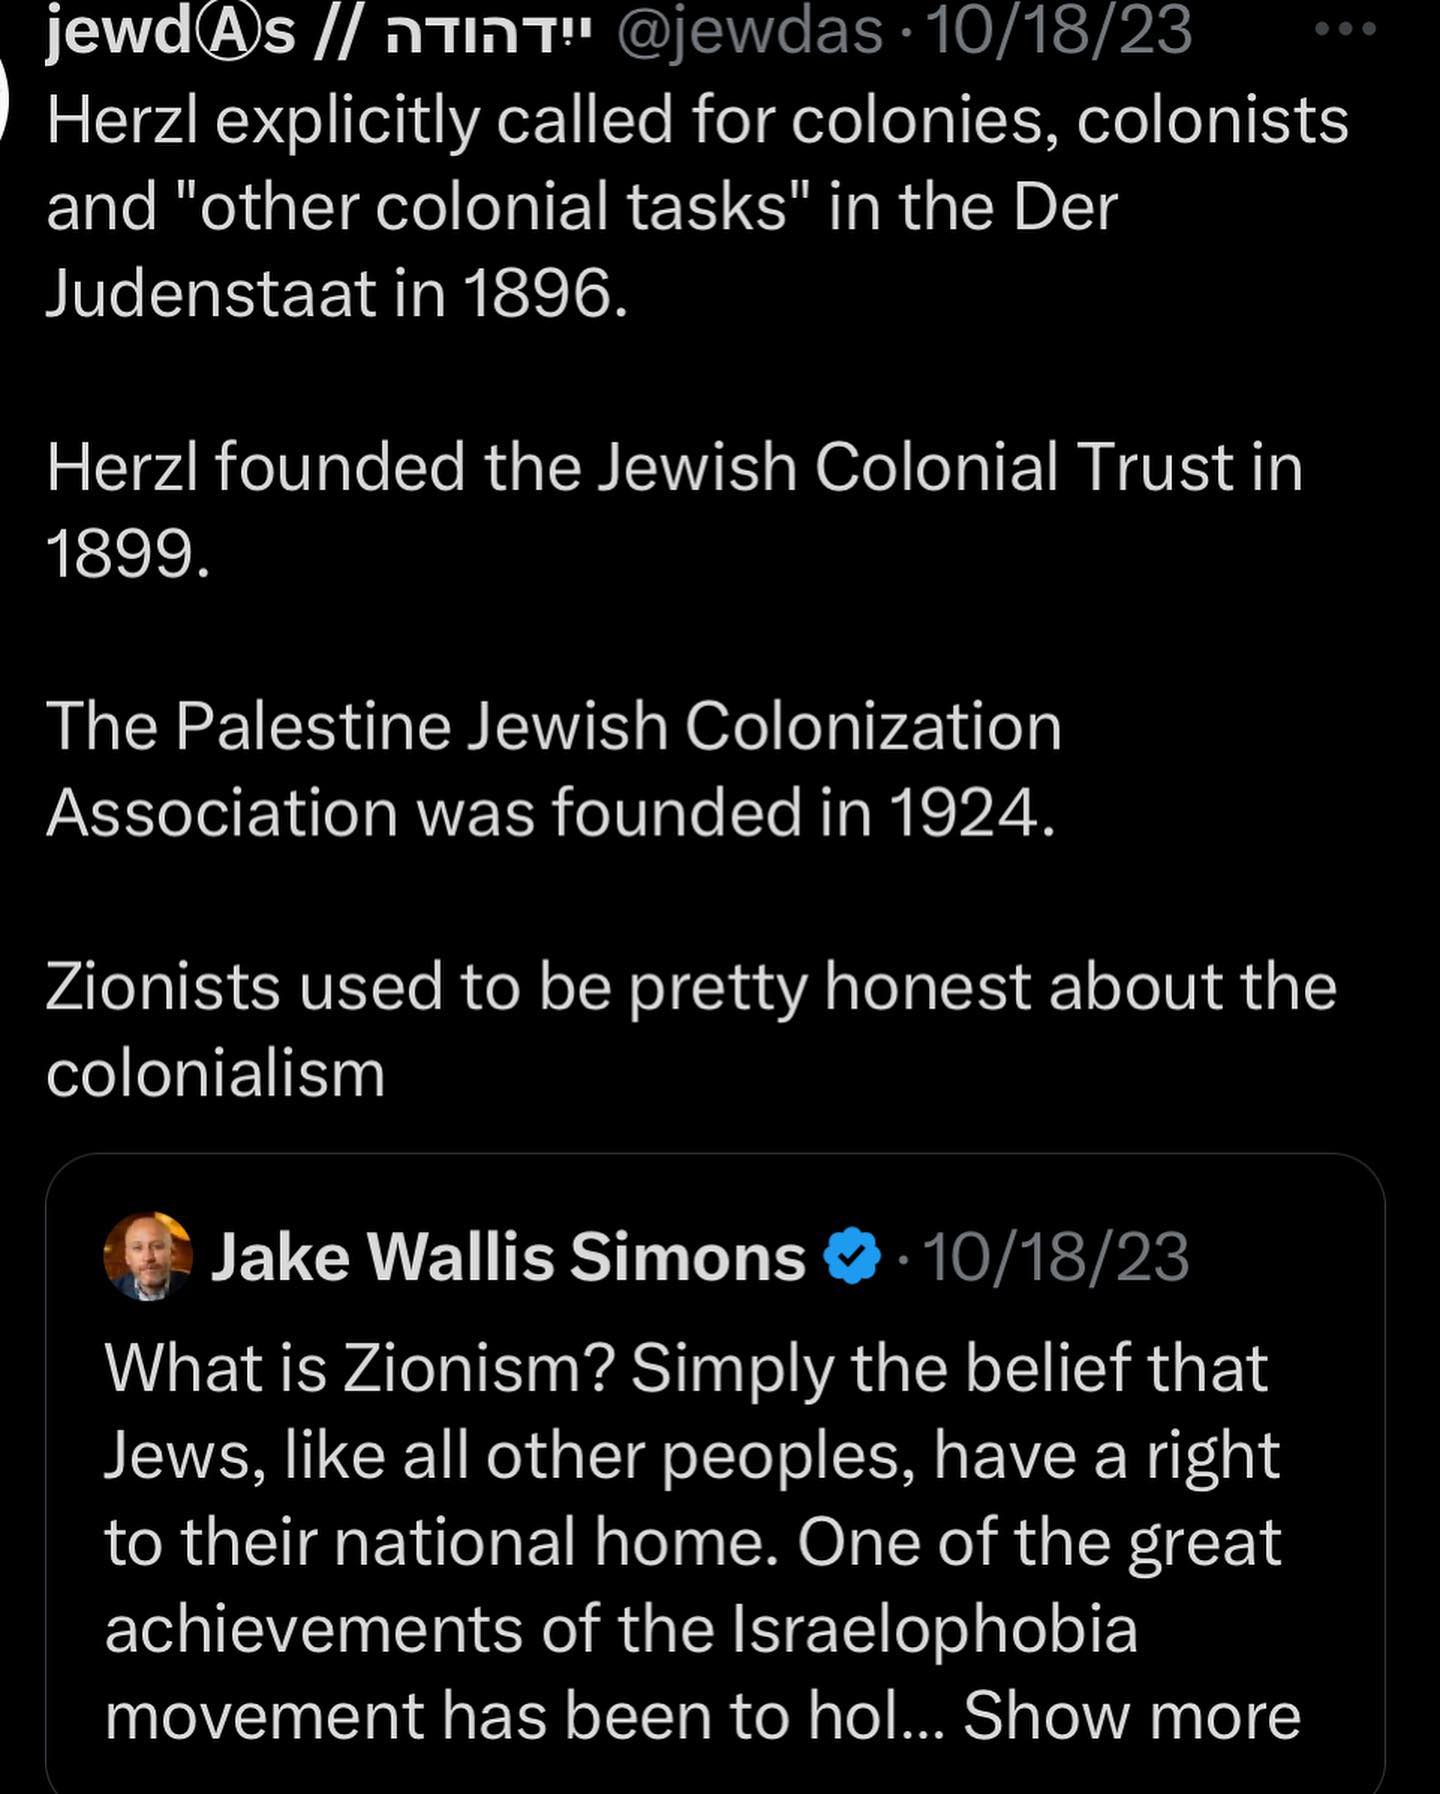 jewdⒶs // ייִדהודה @jewdas · 10/18/23
Herzl explicitly called for colonies, colonists
and "other colonial tasks" in the Der
Judenstaat in 1896.
Herzl founded the Jewish Colonial Trust in
1899.
The Palestine Jewish Colonization
Association was founded in 1924.
Zionists used to be pretty honest about the
colonialism
Jake Wallis Simons · 10/18/23
What is Zionism? Simply the belief that
Jews, like all other peoples, have a right
to their national home. One of the great
achievements of the Israelophobia
movement has been to hol... Show more